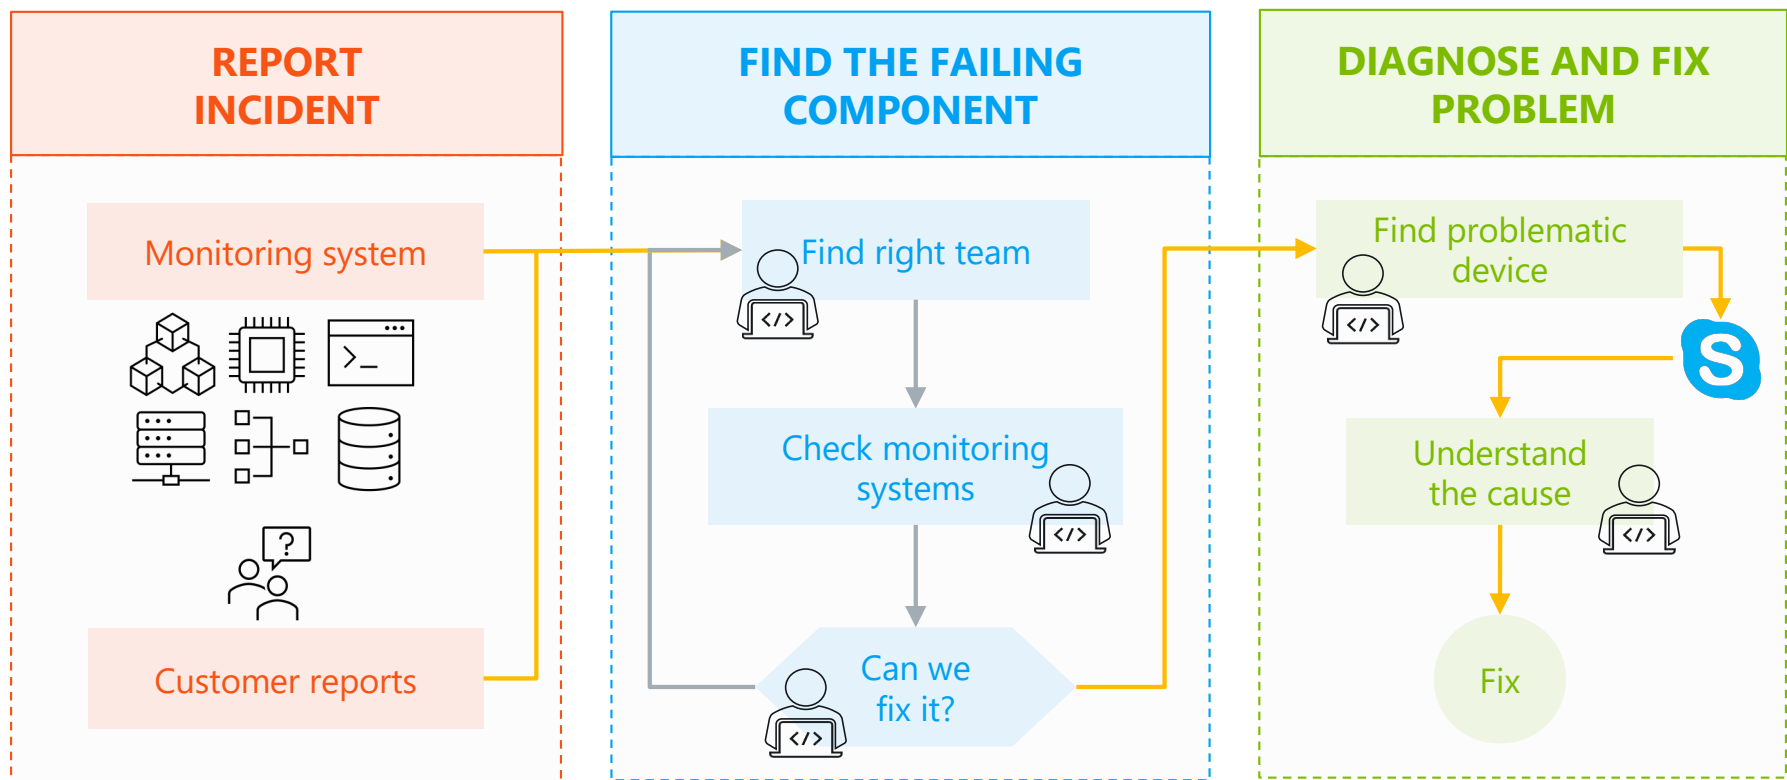 REPORT
INCIDENT
Monitoring system
>_
?
Customer reports
FIND THE FAILING
COMPONENT
Find right team
</>
Check monitoring
systems
</>
Can we
fix it?
</>
DIAGNOSE AND FIX
PROBLEM
Find problematic
device
</>
S
Understand
the cause
</>
Fix